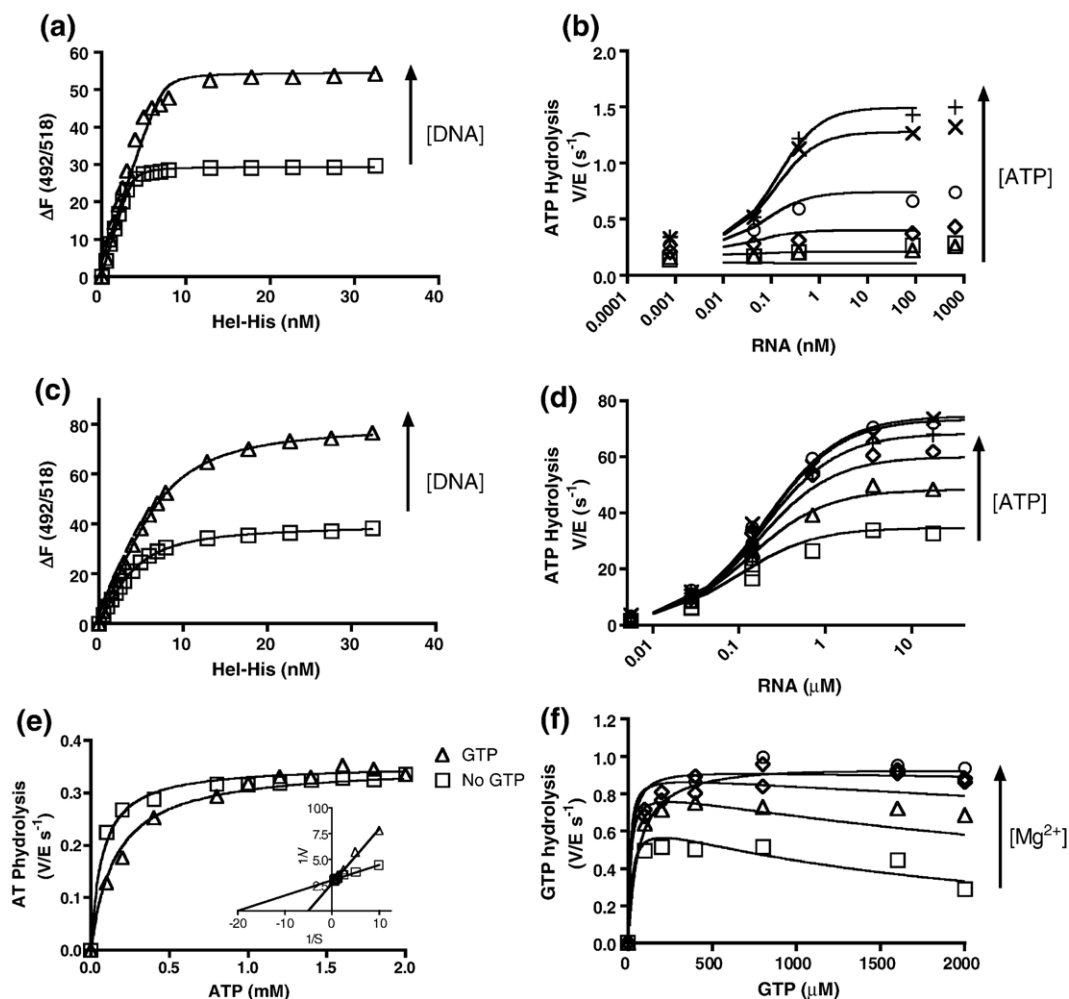 (a)
60
50
40
30
20
10
0
ΔF (492/518)
0 10 20 30 40
Hel-His (nM)
[DNA]
(b)
1.5
1.0
0.5
0.0
ATP Hydrolysis
V/E (s⁻¹)
0.0001 0.001 0.01 0.1 1 10 100 1000
RNA (nM)
[ATP]
(c)
80
60
40
20
0
ΔF (492/518)
0 10 20 30 40
Hel-His (nM)
[DNA]
(d)
80
60
40
20
0
ATP Hydrolysis
V/E (s⁻¹)
0.01 0.1 1 10
RNA (μM)
[ATP]
(e)
0.4
0.3
0.2
0.1
0.0
AT Phydrolysis
(V/E s⁻¹)
0.0 0.5 1.0 1.5 2.0
ATP (mM)
GTP
No GTP
100
7.5
5.0
2.5
1/V
-20 -10 0 10
1/S
(f)
1.2
1.0
0.8
0.6
0.4
0.2
0.0
GTP hydrolysis
(V/E s⁻¹)
0 500 1000 1500 2000
GTP (μM)
[Mg²⁺]